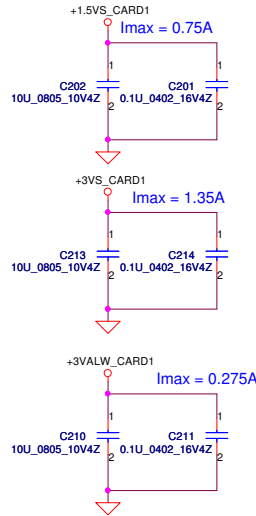 +1.5VS_CARD1
Imax = 0.75A
1 1
C202 C201
10U_0805_10V4Z 0.1U_0402_16V4Z
2 2
+3VS_CARD1
Imax = 1.35A
1 1
C213 C214
10U_0805_10V4Z 0.1U_0402_16V4Z
2 2
+3VALW_CARD1
Imax = 0.275A
1 1
C210 C211
10U_0805_10V4Z 0.1U_0402_16V4Z
2 2